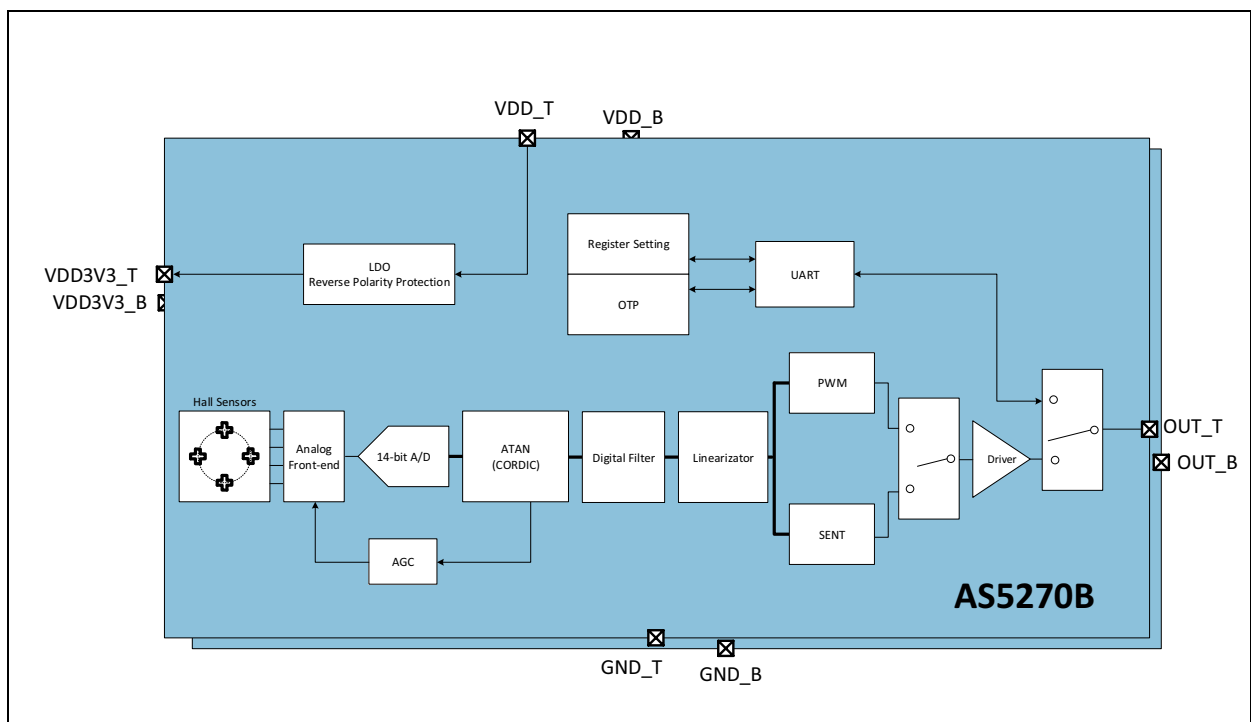 VDD_T
VDD_B
Register Setting
LDO
Reverse Polarity Protection
UART
VDD3V3_T
VDD3V3_B
OTP
PWM
Hall Sensors
Analog
Front-end
14-bit A/D
ATAN
(CORDIC)
Digital Filter
Linearizator
Driver
OUT_T
OUT_B
SENT
AGC
AS5270B
GND_T
GND_B